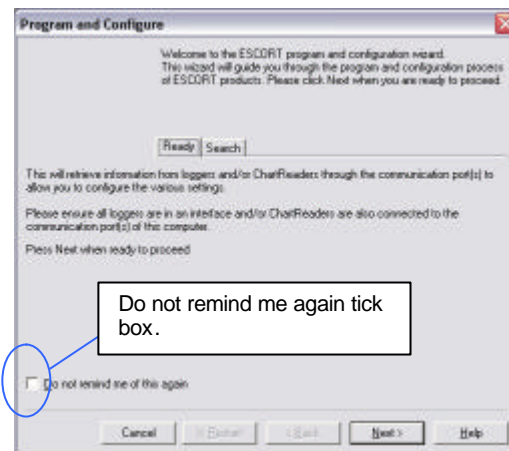 Program and Configure
Welcome to the ESCORT program and configuration wizard.
This wizard will guide you through the program and configuration process
of ESCORT products. Please click Next when you are ready to proceed.
Ready Search
This will retrieve information from loggers and/or ChartReaders through the communication port(s) to
allow you to configure the various settings.
Please ensure all loggers are in an interface and/or ChartReaders are also connected to the
communication port(s) of this computer.
Press Next when ready to proceed
Do not remind me again tick
box.
Do not remind me of this again
Cancel < Back Next > Help